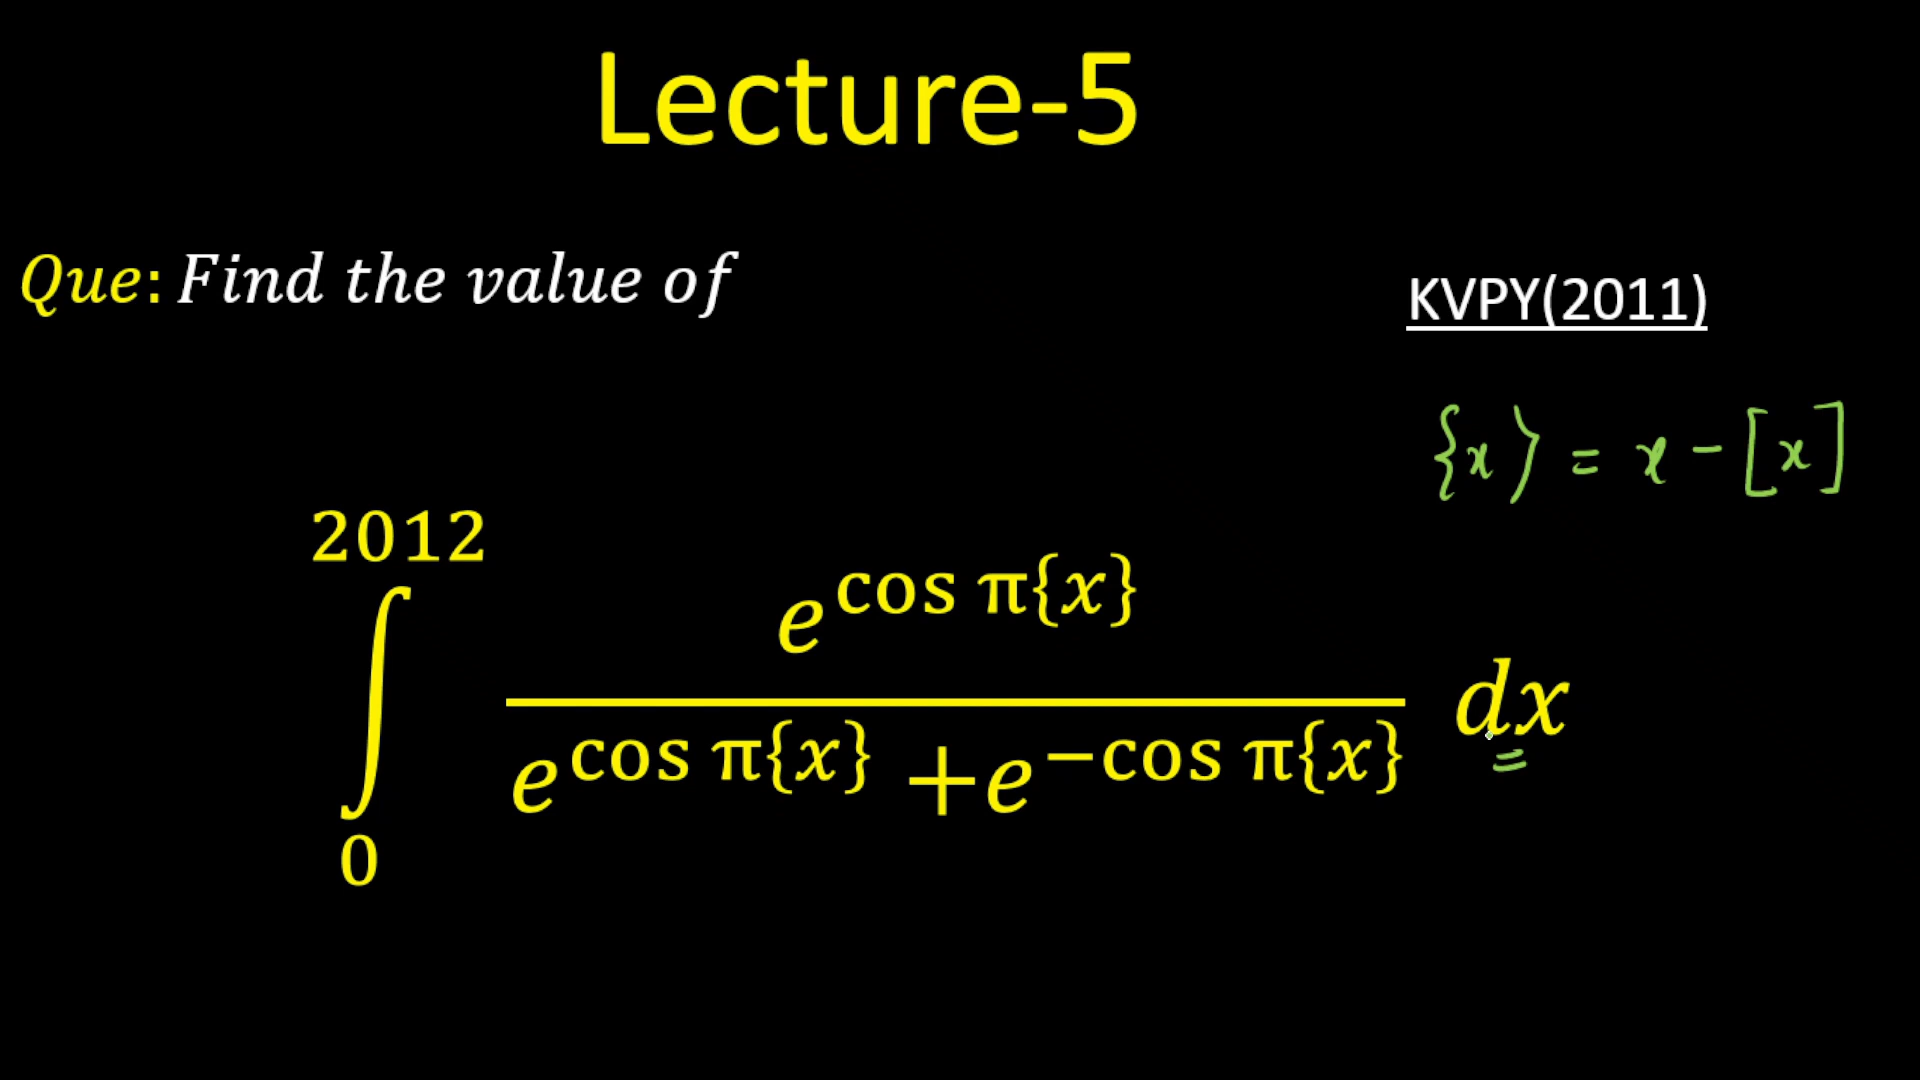 Lecture-5
Que: Find the value of
KVPY(2011)
{x} = x - [x]
2012
∫
0
e^{cos π{x}}
e^{cos π{x}} + e^{-cos π{x}}
dx